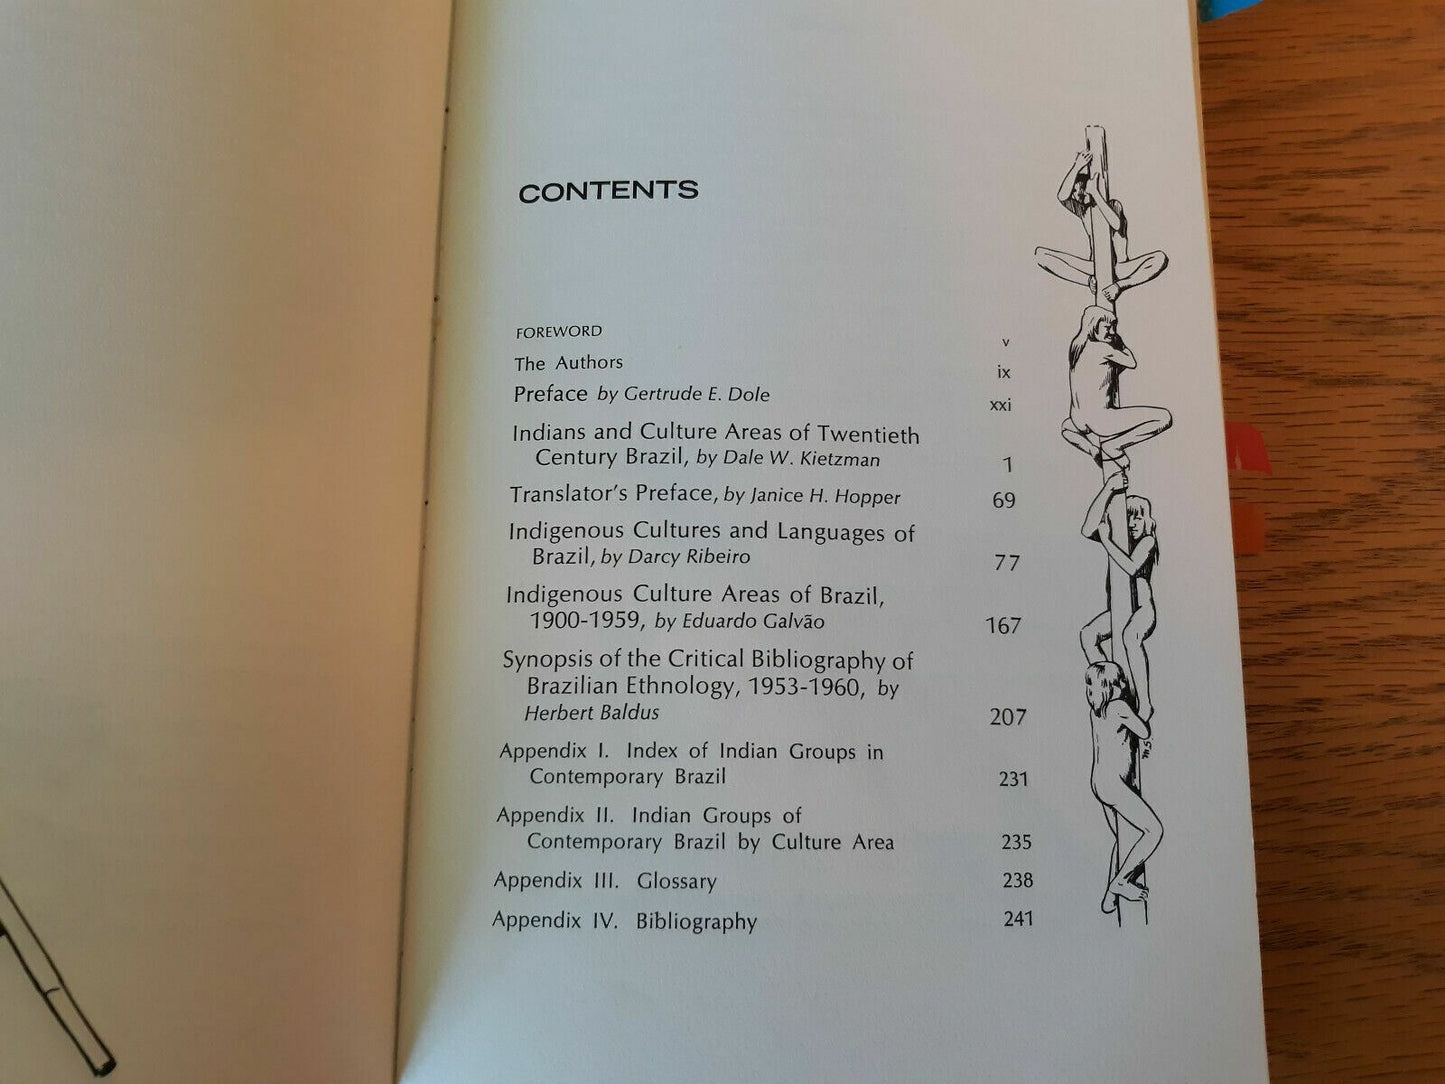 CONTENTS
FOREWORD v
The Authors ix
Preface by Gertrude E. Dole xxi
Indians and Culture Areas of Twentieth
Century Brazil, by Dale W. Kietzman 1
Translator's Preface, by Janice H. Hopper 69
Indigenous Cultures and Languages of
Brazil, by Darcy Ribeiro 77
Indigenous Culture Areas of Brazil,
1900-1959, by Eduardo Galvão 167
Synopsis of the Critical Bibliography of
Brazilian Ethnology, 1953-1960, by
Herbert Baldus 207
Appendix I. Index of Indian Groups in
Contemporary Brazil 231
Appendix II. Indian Groups of
Contemporary Brazil by Culture Area 235
Appendix III. Glossary 238
Appendix IV. Bibliography 241